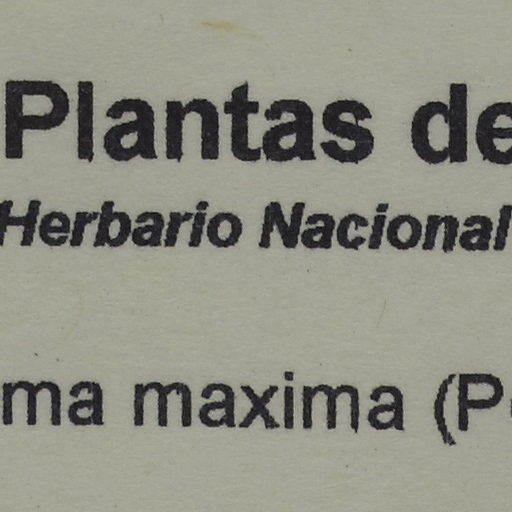 Plantas de
Herbario Nacional
ma maxima (P